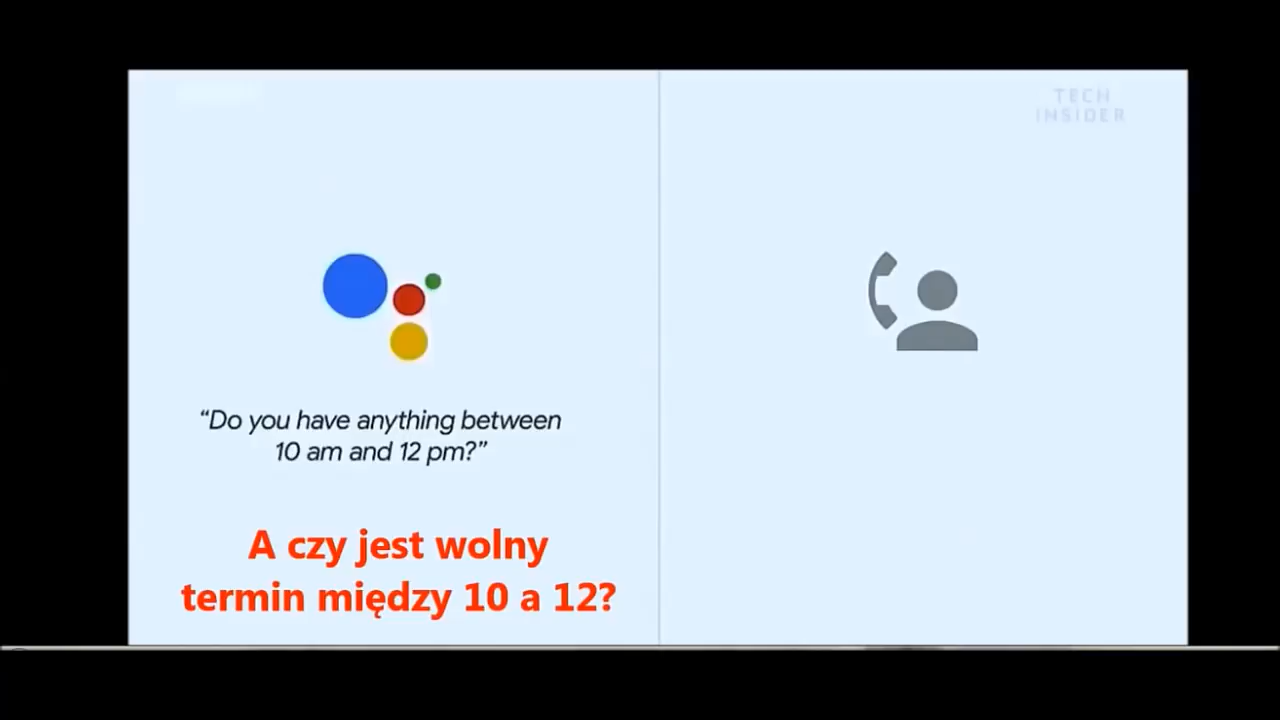 TECH
INSIDER
“Do you have anything between
10 am and 12 pm?”
A czy jest wolny
termin między 10 a 12?